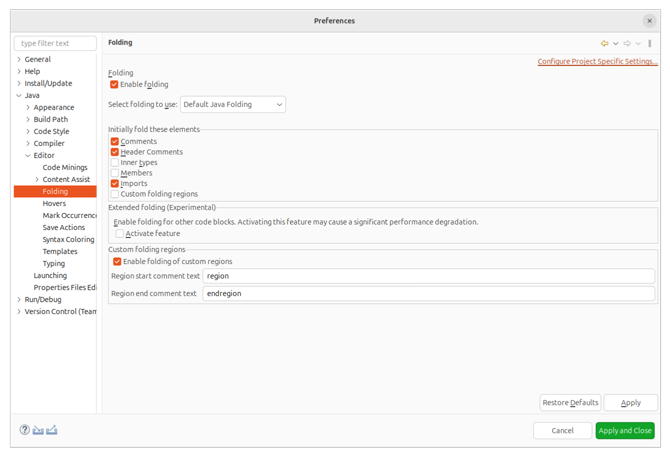 Preferences
type filter text
General
Help
Install/Update
Java
Appearance
Build Path
Code Style
Compiler
Editor
Code Minings
Content Assist
Folding
Hovers
Mark Occurrence
Save Actions
Syntax Coloring
Templates
Typing
Launching
Properties Files Edi
Run/Debug
Version Control (Team
Folding
Configure Project Specific Settings...
Folding
Enable folding
Select folding to use: Default Java Folding
Initially fold these elements
Comments
Header Comments
Inner types
Members
Imports
Custom folding regions
Extended folding (Experimental)
Enable folding for other code blocks. Activating this feature may cause a significant performance degradation.
Activate feature
Custom folding regions
Enable folding of custom regions
Region start comment text region
Region end comment text endregion
Restore Defaults Apply
Cancel Apply and Close